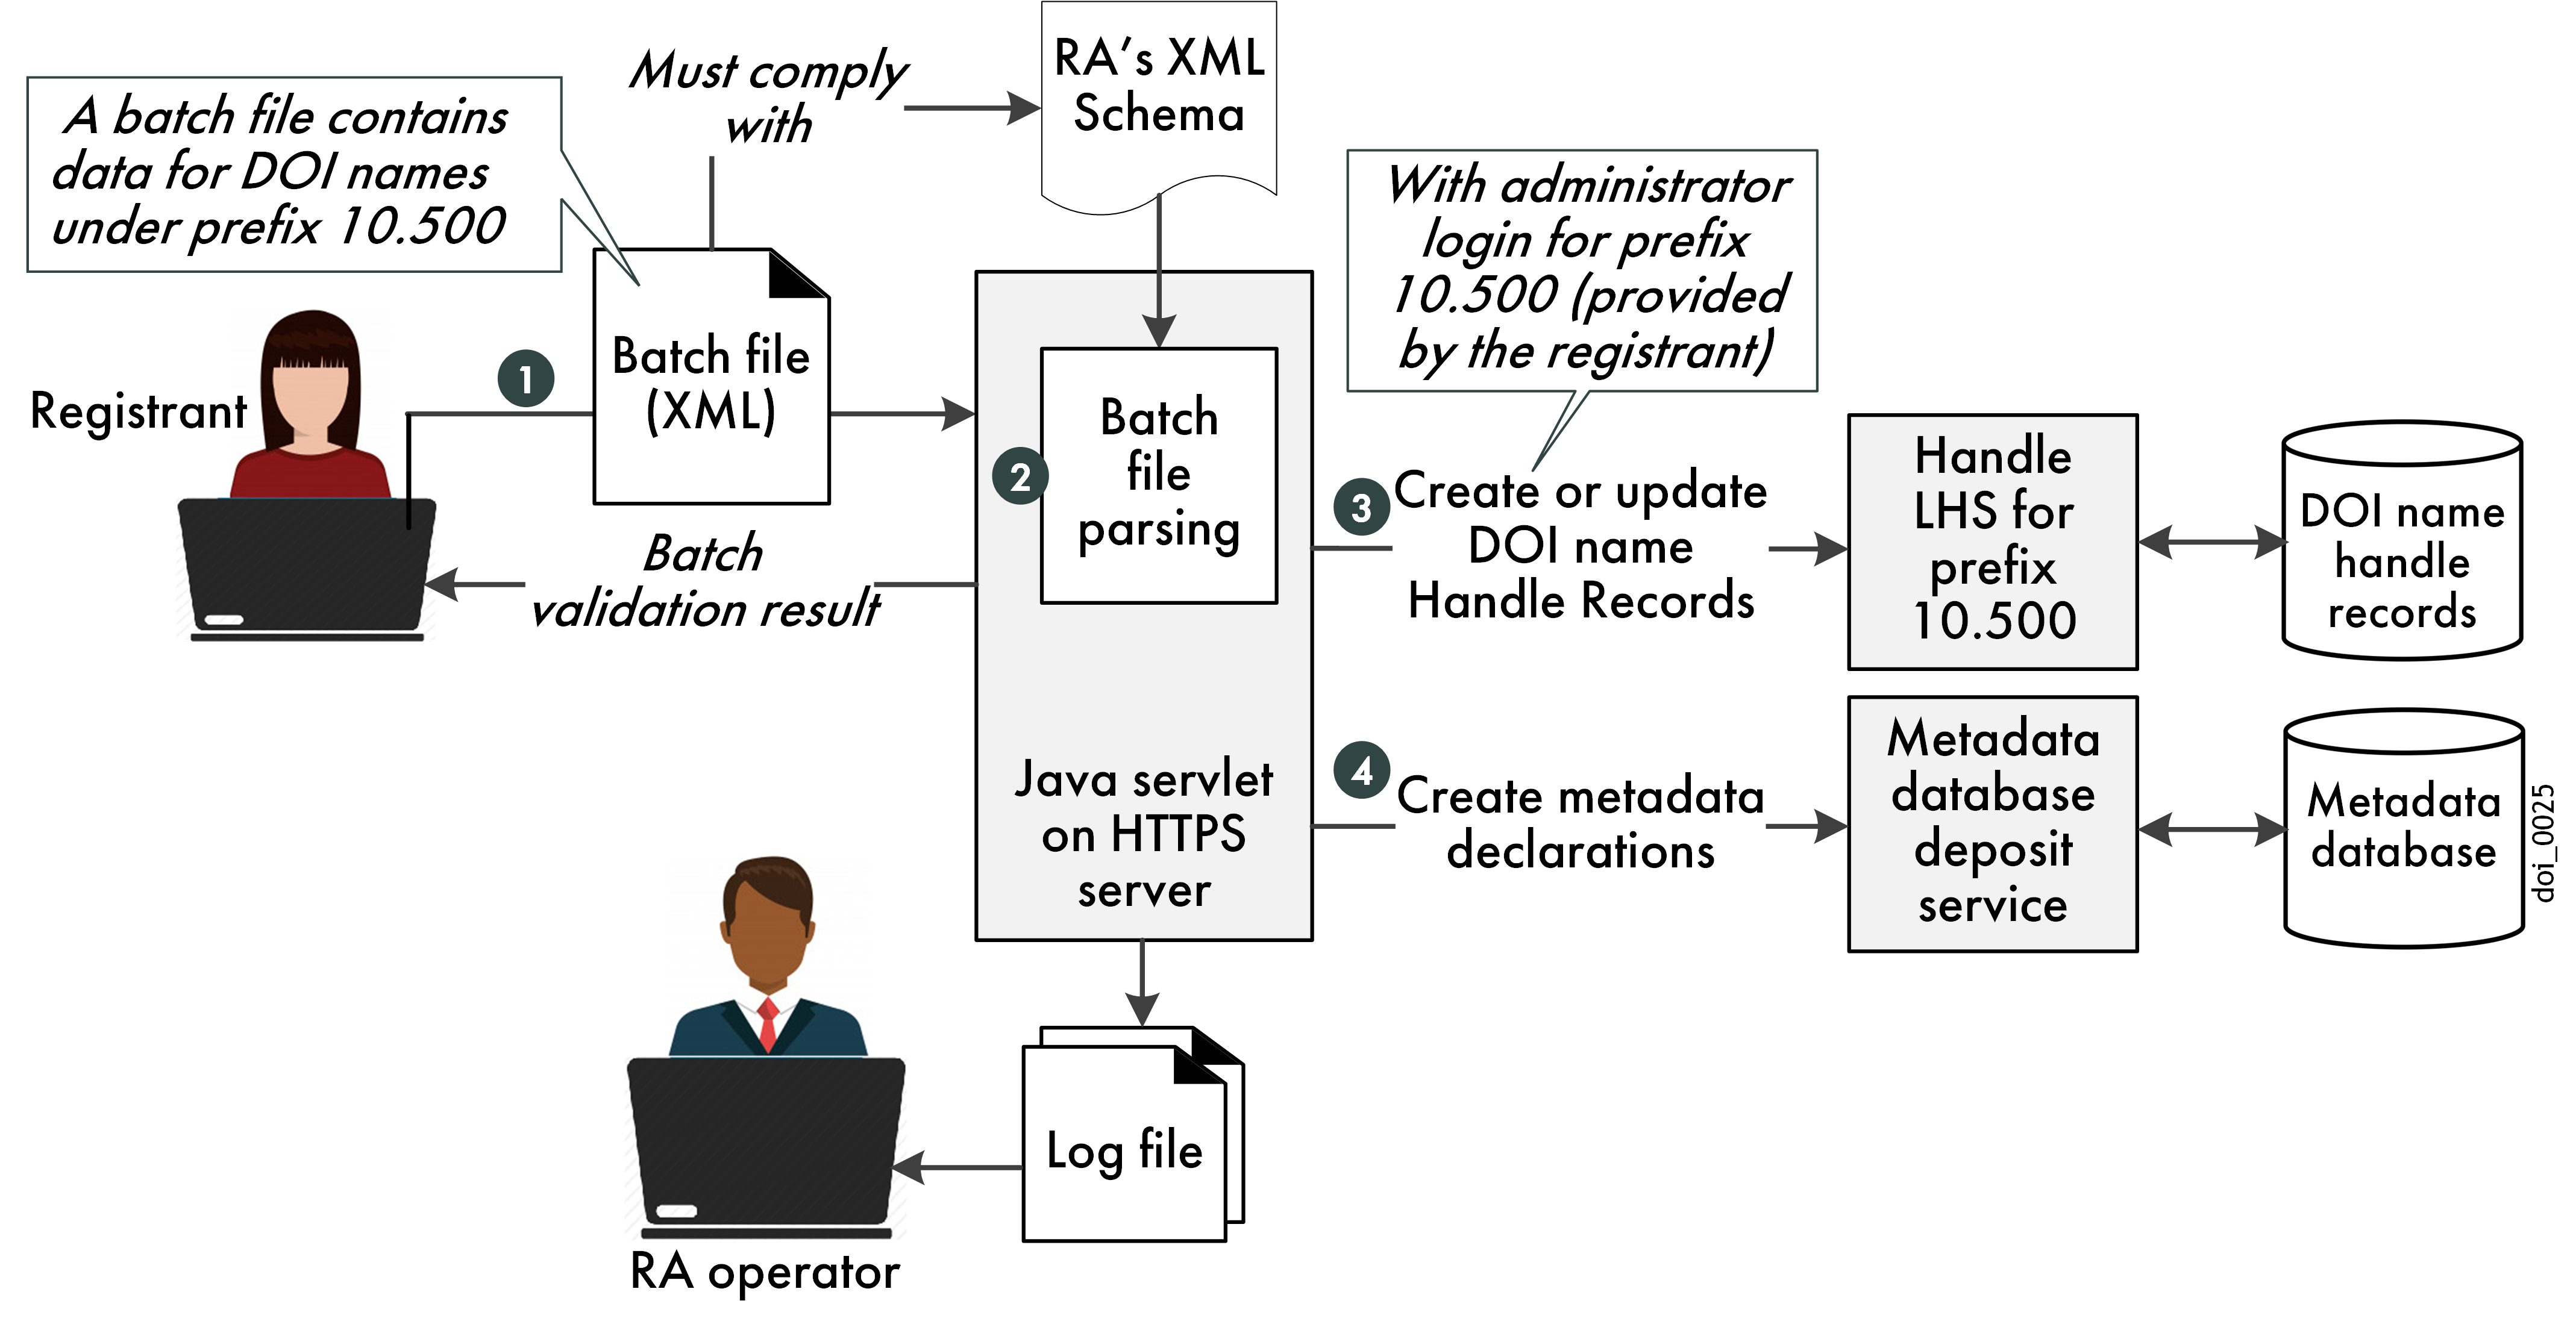 A batch file contains
data for DOI names
under prefix 10.500
Must comply
with
RA's XML
Schema
Registrant
1
Batch file
(XML)
Batch
validation result
2
Batch
file
parsing
Java servlet
on HTTPS
server
With administrator
login for prefix
10.500 (provided
by the registrant)
3
Create or update
DOI name
Handle Records
Handle
LHS for
prefix
10.500
DOI name
handle
records
4
Create metadata
declarations
Metadata
database
deposit
service
Metadata
database
doi_0025
Log file
RA operator